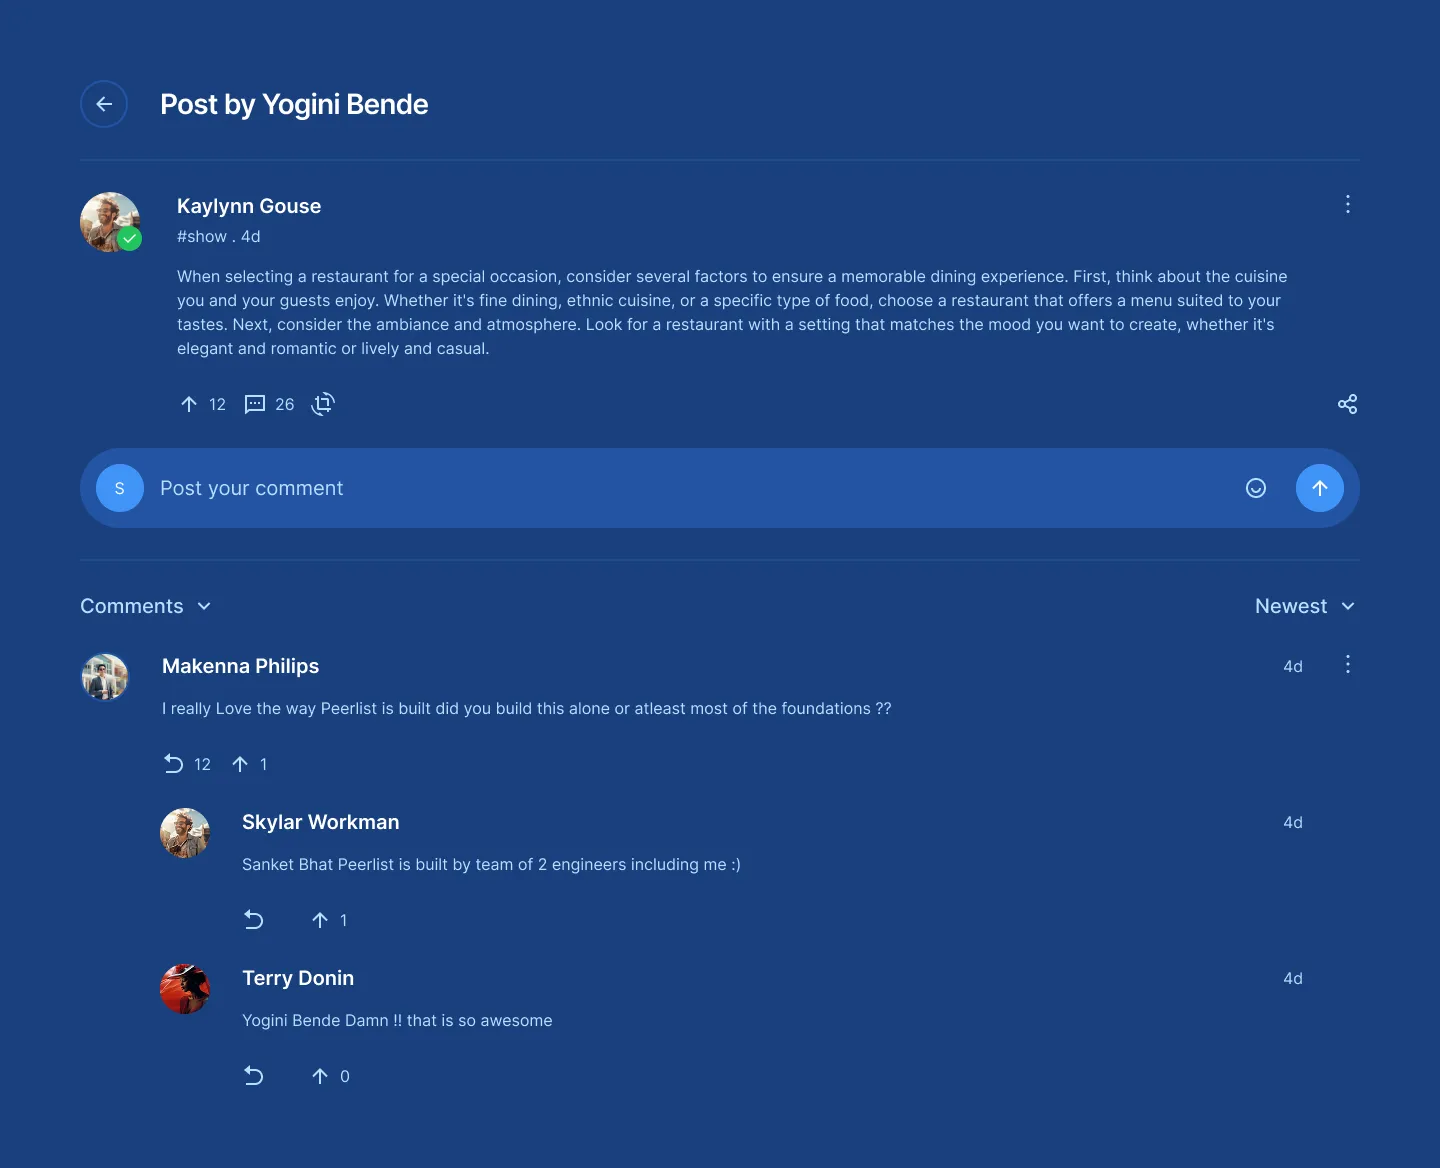 Post by Yogini Bende
Kaylynn Gouse
#show . 4d
When selecting a restaurant for a special occasion, consider several factors to ensure a memorable dining experience. First, think about the cuisine
you and your guests enjoy. Whether it's fine dining, ethnic cuisine, or a specific type of food, choose a restaurant that offers a menu suited to your
tastes. Next, consider the ambiance and atmosphere. Look for a restaurant with a setting that matches the mood you want to create, whether it's
elegant and romantic or lively and casual.
12 26
S Post your comment
Comments Newest
Makenna Philips 4d
I really Love the way Peerlist is built did you build this alone or atleast most of the foundations ??
12 1
Skylar Workman 4d
Sanket Bhat Peerlist is built by team of 2 engineers including me :)
1
Terry Donin 4d
Yogini Bende Damn !! that is so awesome
0